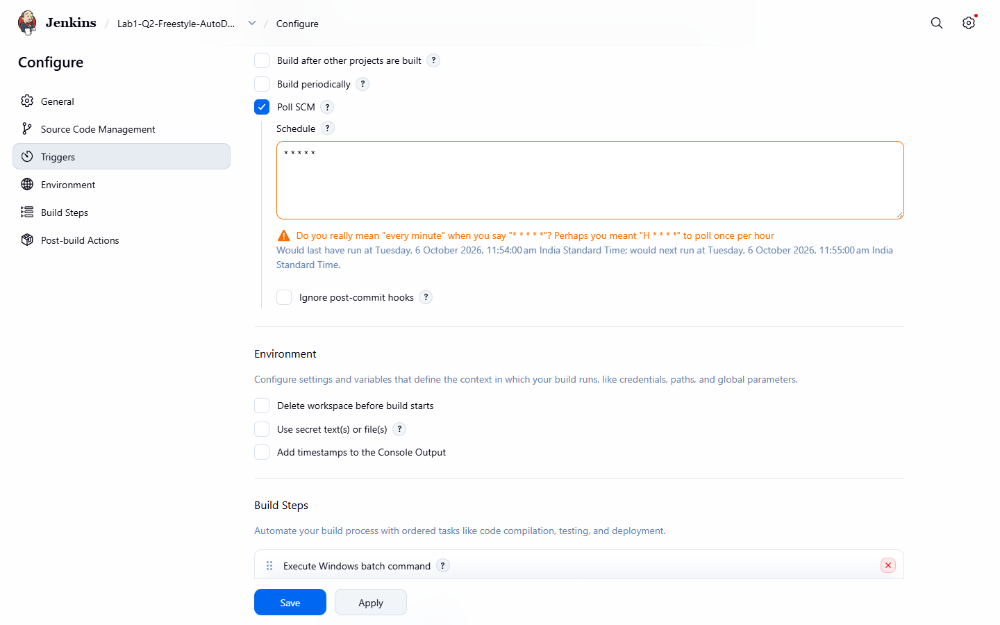 Jenkins / Lab1-Q2-Freestyle-AutoD... / Configure
Configure
General
Source Code Management
Triggers
Environment
Build Steps
Post-build Actions
Build after other projects are built ?
Build periodically ?
Poll SCM ?
Schedule ?
* * * * *
Do you really mean "every minute" when you say "* * * * *"? Perhaps you meant "H * * * *" to poll once per hour
Would last have run at Tuesday, 6 October 2026, 11:54:00 am India Standard Time; would next run at Tuesday, 6 October 2026, 11:55:00 am India
Standard Time.
Ignore post-commit hooks ?
Environment
Configure settings and variables that define the context in which your build runs, like credentials, paths, and global parameters.
Delete workspace before build starts
Use secret text(s) or file(s) ?
Add timestamps to the Console Output
Build Steps
Automate your build process with ordered tasks like code compilation, testing, and deployment.
Execute Windows batch command ?
Save
Apply